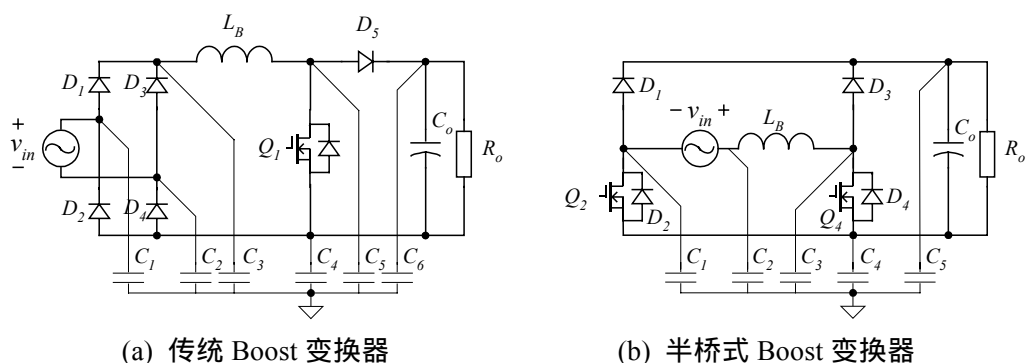 L_B
D_5
D_1
D_3
+
v_in
−
Q_1
C_o
R_o
D_2
D_4
C_1
C_2
C_3
C_4
C_5
C_6
(a) 传统 Boost 变换器
D_1
D_3
− v_in +
L_B
C_o
R_o
Q_2
D_2
Q_4
D_4
C_1
C_2
C_3
C_4
C_5
(b) 半桥式 Boost 变换器